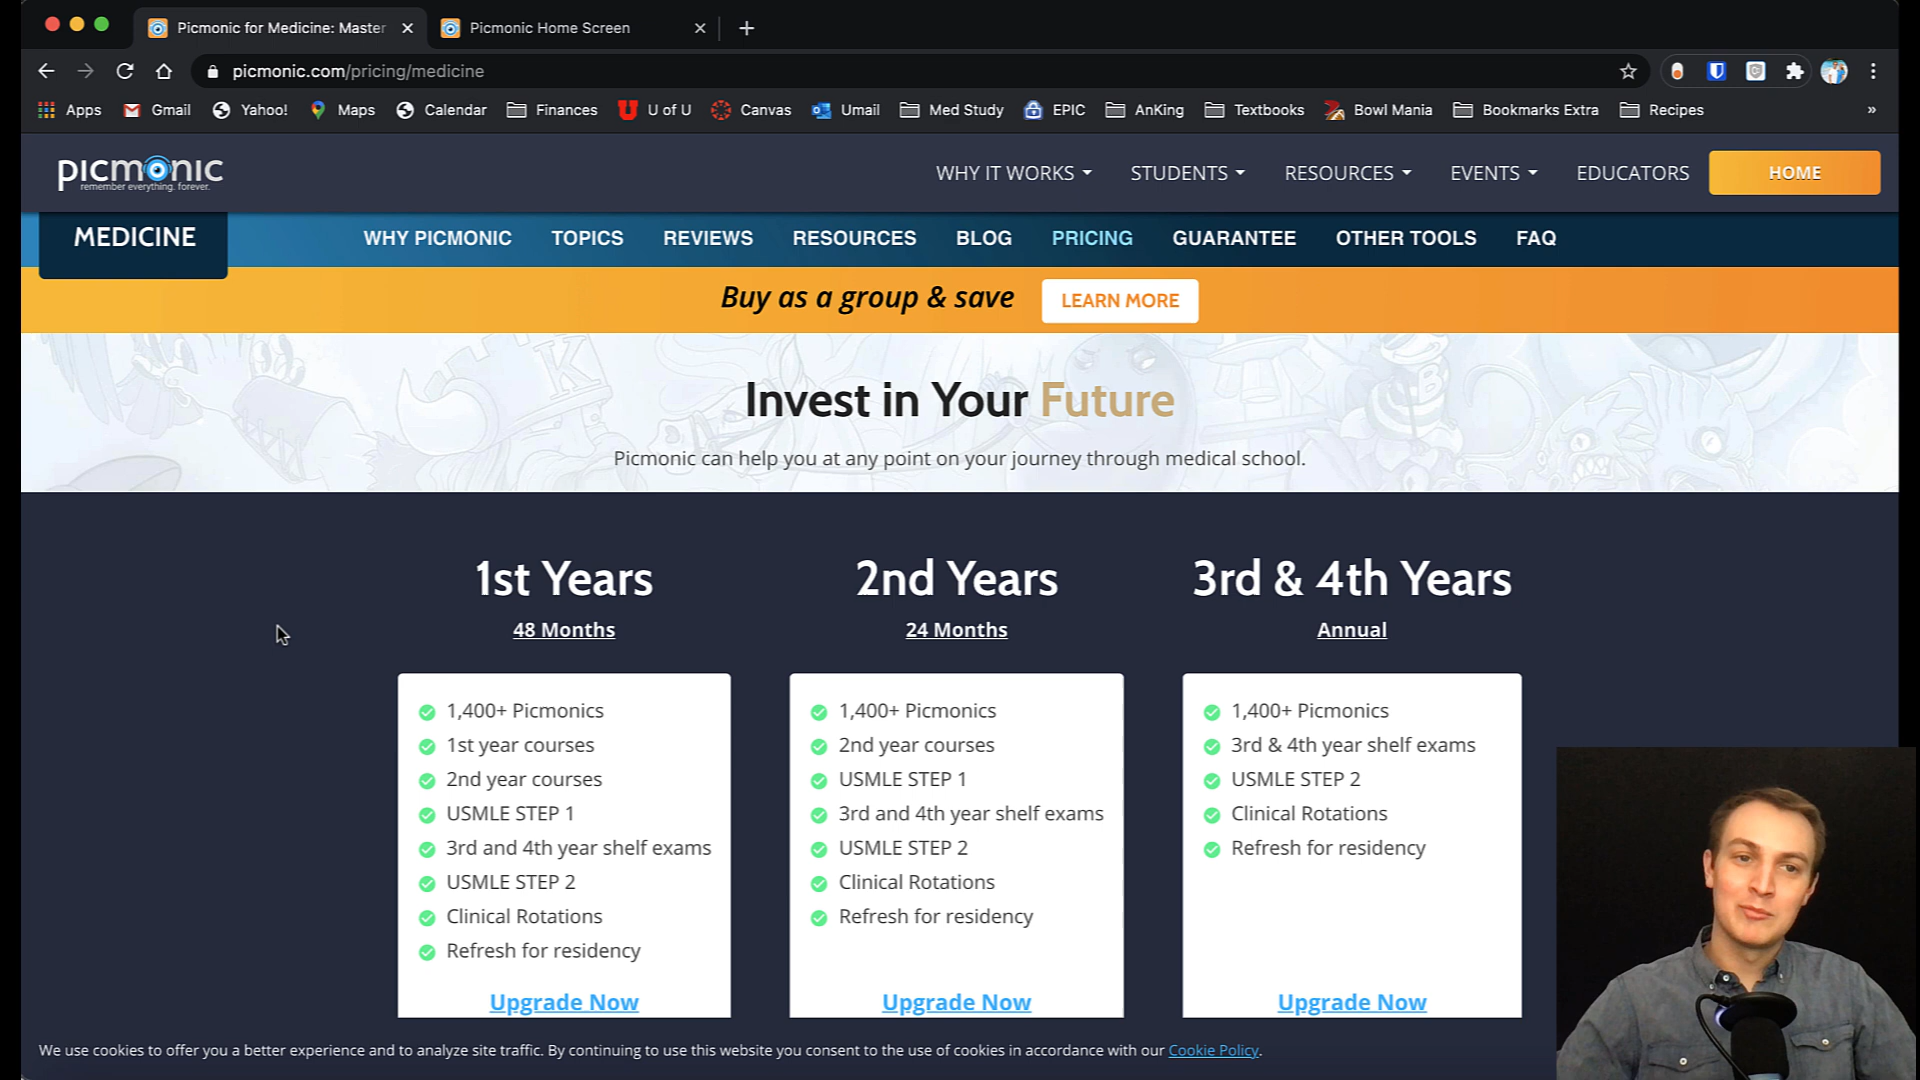 Picmonic for Medicine: Master
Picmonic Home Screen
picmonic.com/pricing/medicine
Apps Gmail Yahoo! Maps Calendar Finances U of U Canvas Umail Med Study EPIC AnKing Textbooks Bowl Mania Bookmarks Extra Recipes »
picmonic
remember everything. forever.
WHY IT WORKS STUDENTS RESOURCES EVENTS EDUCATORS HOME
MEDICINE WHY PICMONIC TOPICS REVIEWS RESOURCES BLOG PRICING GUARANTEE OTHER TOOLS FAQ
Buy as a group & save LEARN MORE
Invest in Your Future
Picmonic can help you at any point on your journey through medical school.
1st Years
48 Months
1,400+ Picmonics
1st year courses
2nd year courses
USMLE STEP 1
3rd and 4th year shelf exams
USMLE STEP 2
Clinical Rotations
Refresh for residency
Upgrade Now
2nd Years
24 Months
1,400+ Picmonics
2nd year courses
USMLE STEP 1
3rd and 4th year shelf exams
USMLE STEP 2
Clinical Rotations
Refresh for residency
Upgrade Now
3rd & 4th Years
Annual
1,400+ Picmonics
3rd & 4th year shelf exams
USMLE STEP 2
Clinical Rotations
Refresh for residency
Upgrade Now
We use cookies to offer you a better experience and to analyze site traffic. By continuing to use this website you consent to the use of cookies in accordance with our Cookie Policy.